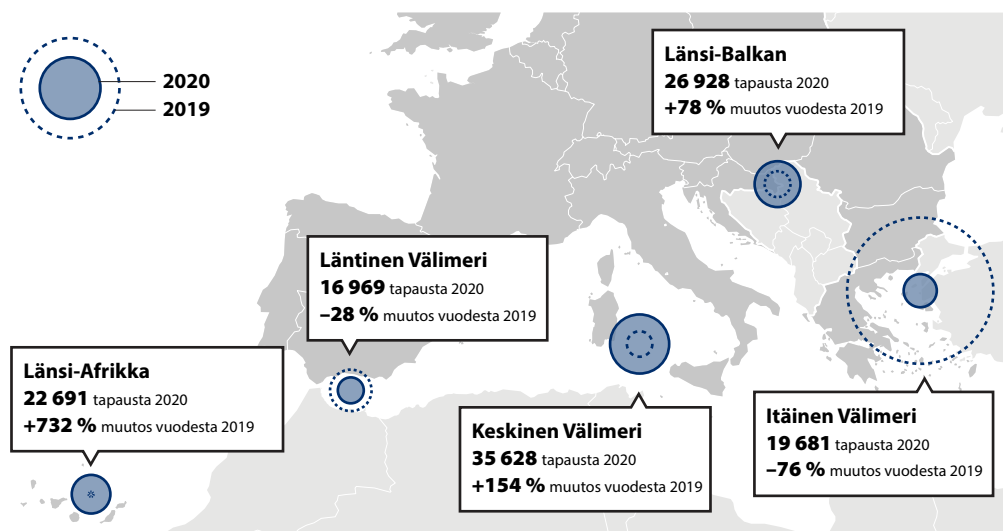 2020
2019
Länsi-Balkan
26 928 tapausta 2020
+78 % muutos vuodesta 2019
Läntinen Välimeri
16 969 tapausta 2020
–28 % muutos vuodesta 2019
Länsi-Afrikka
22 691 tapausta 2020
+732 % muutos vuodesta 2019
Keskinen Välimeri
35 628 tapausta 2020
+154 % muutos vuodesta 2019
Itäinen Välimeri
19 681 tapausta 2020
–76 % muutos vuodesta 2019